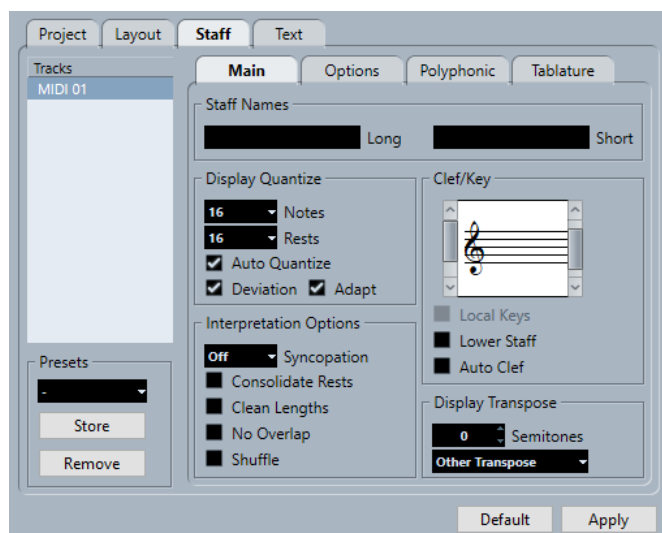 Project Layout Staff Text
Tracks
MIDI 01
Presets
-
Store
Remove
Main Options Polyphonic Tablature
Staff Names
Long Short
Display Quantize
16 Notes
16 Rests
Auto Quantize
Deviation Adapt
Interpretation Options
Off Syncopation
Consolidate Rests
Clean Lengths
No Overlap
Shuffle
Clef/Key
Local Keys
Lower Staff
Auto Clef
Display Transpose
0 Semitones
Other Transpose
Default Apply